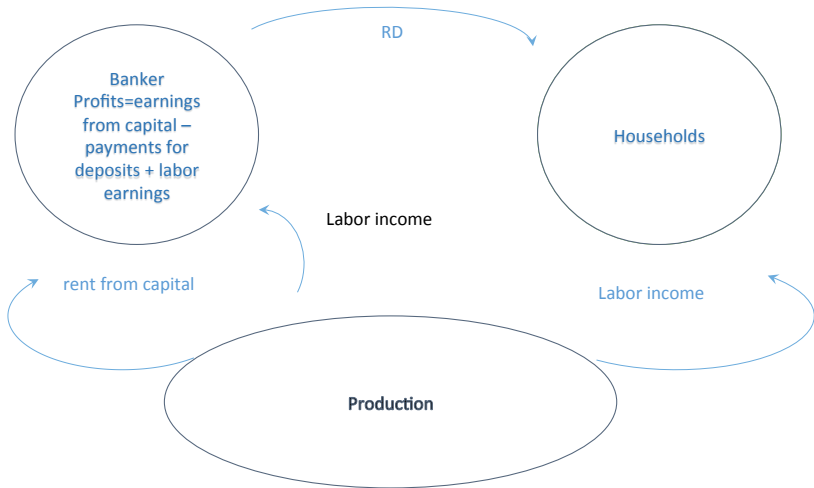 RD
Banker
Profits=earnings
from capital –
payments for
deposits + labor
earnings
Households
Labor income
rent from capital
Labor income
Production